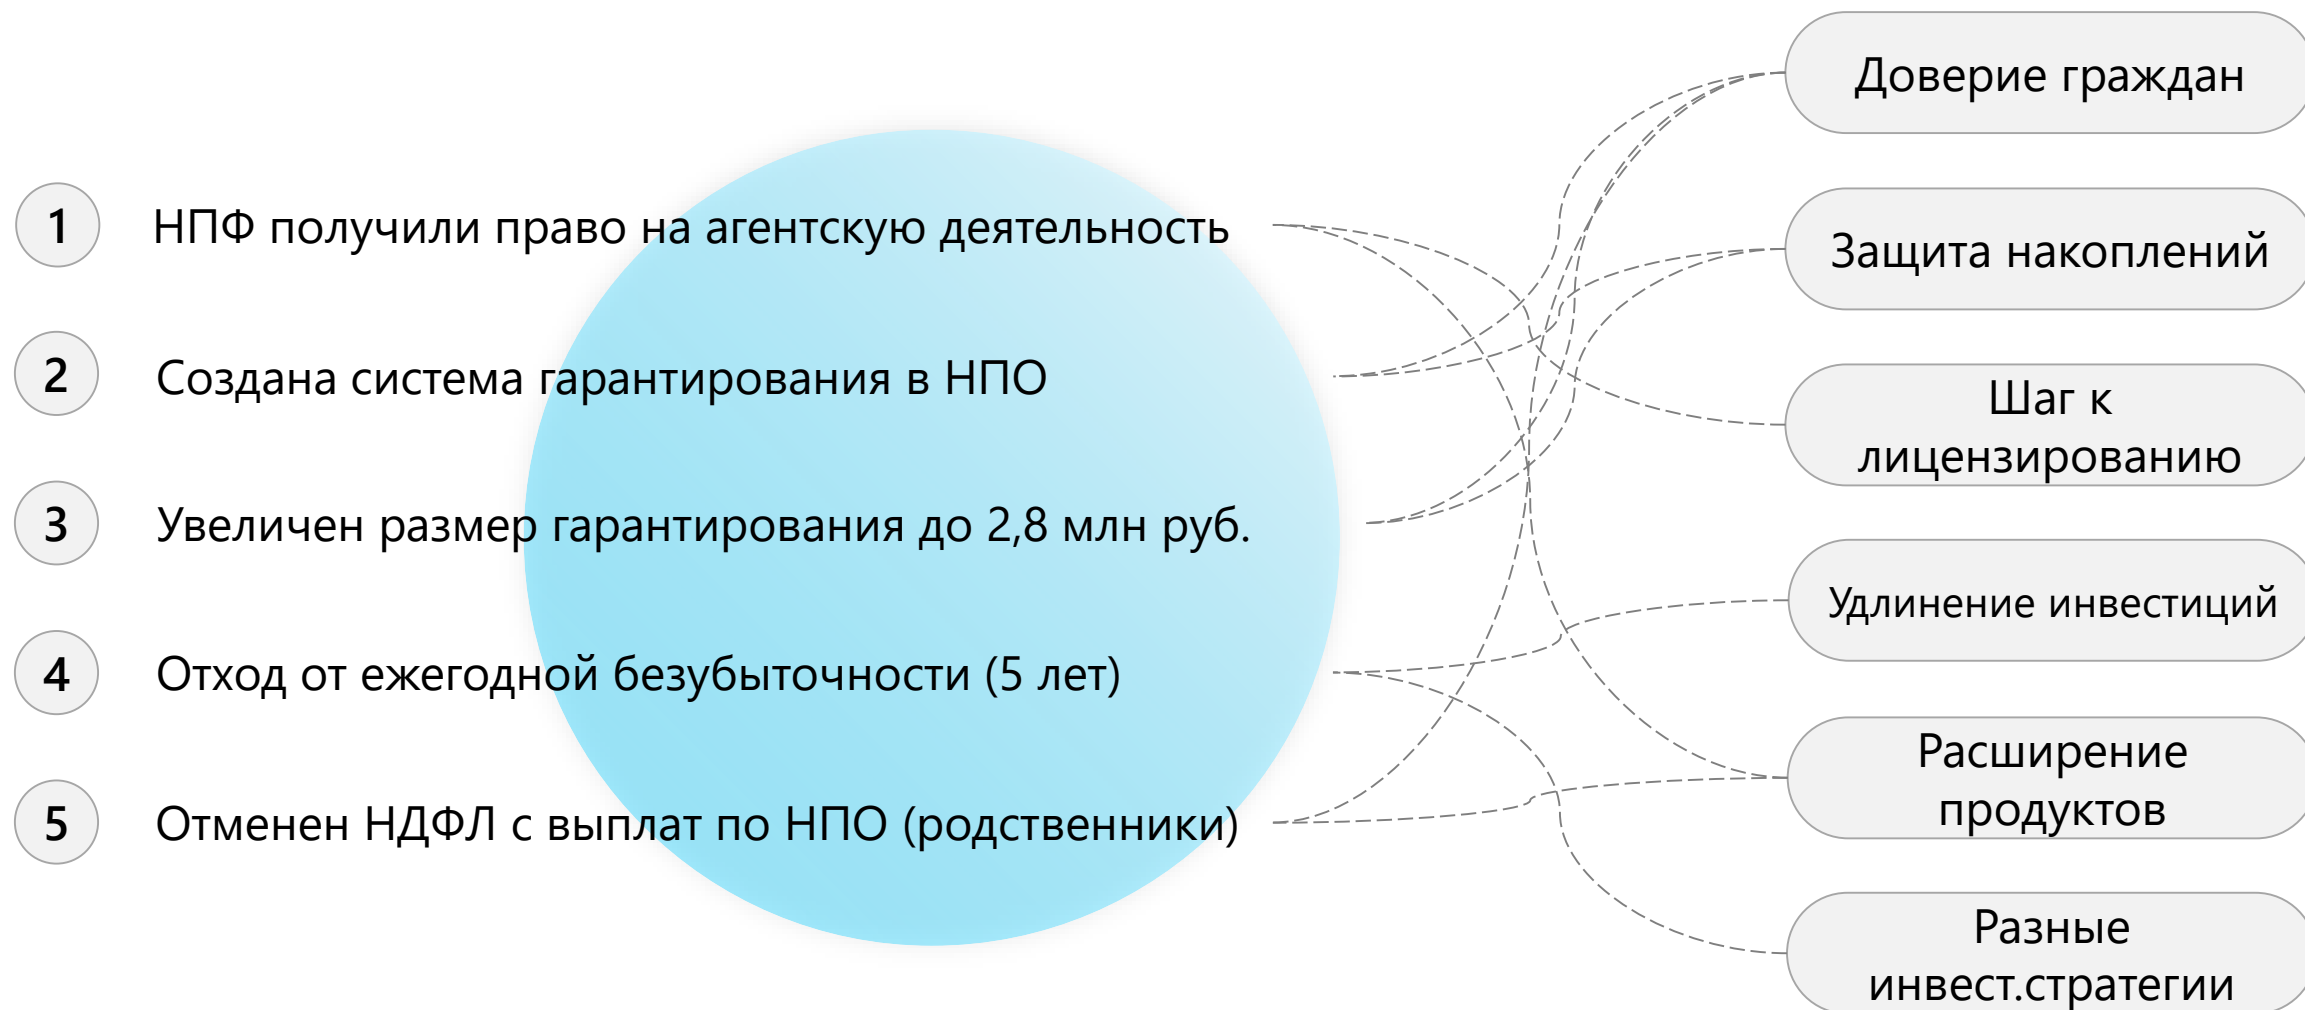 1 НПФ получили право на агентскую деятельность
2 Создана система гарантирования в НПО
3 Увеличен размер гарантирования до 2,8 млн руб.
4 Отход от ежегодной безубыточности (5 лет)
5 Отменен НДФЛ с выплат по НПО (родственники)
Доверие граждан
Защита накоплений
Шаг к
лицензированию
Удлинение инвестиций
Расширение
продуктов
Разные
инвест.стратегии